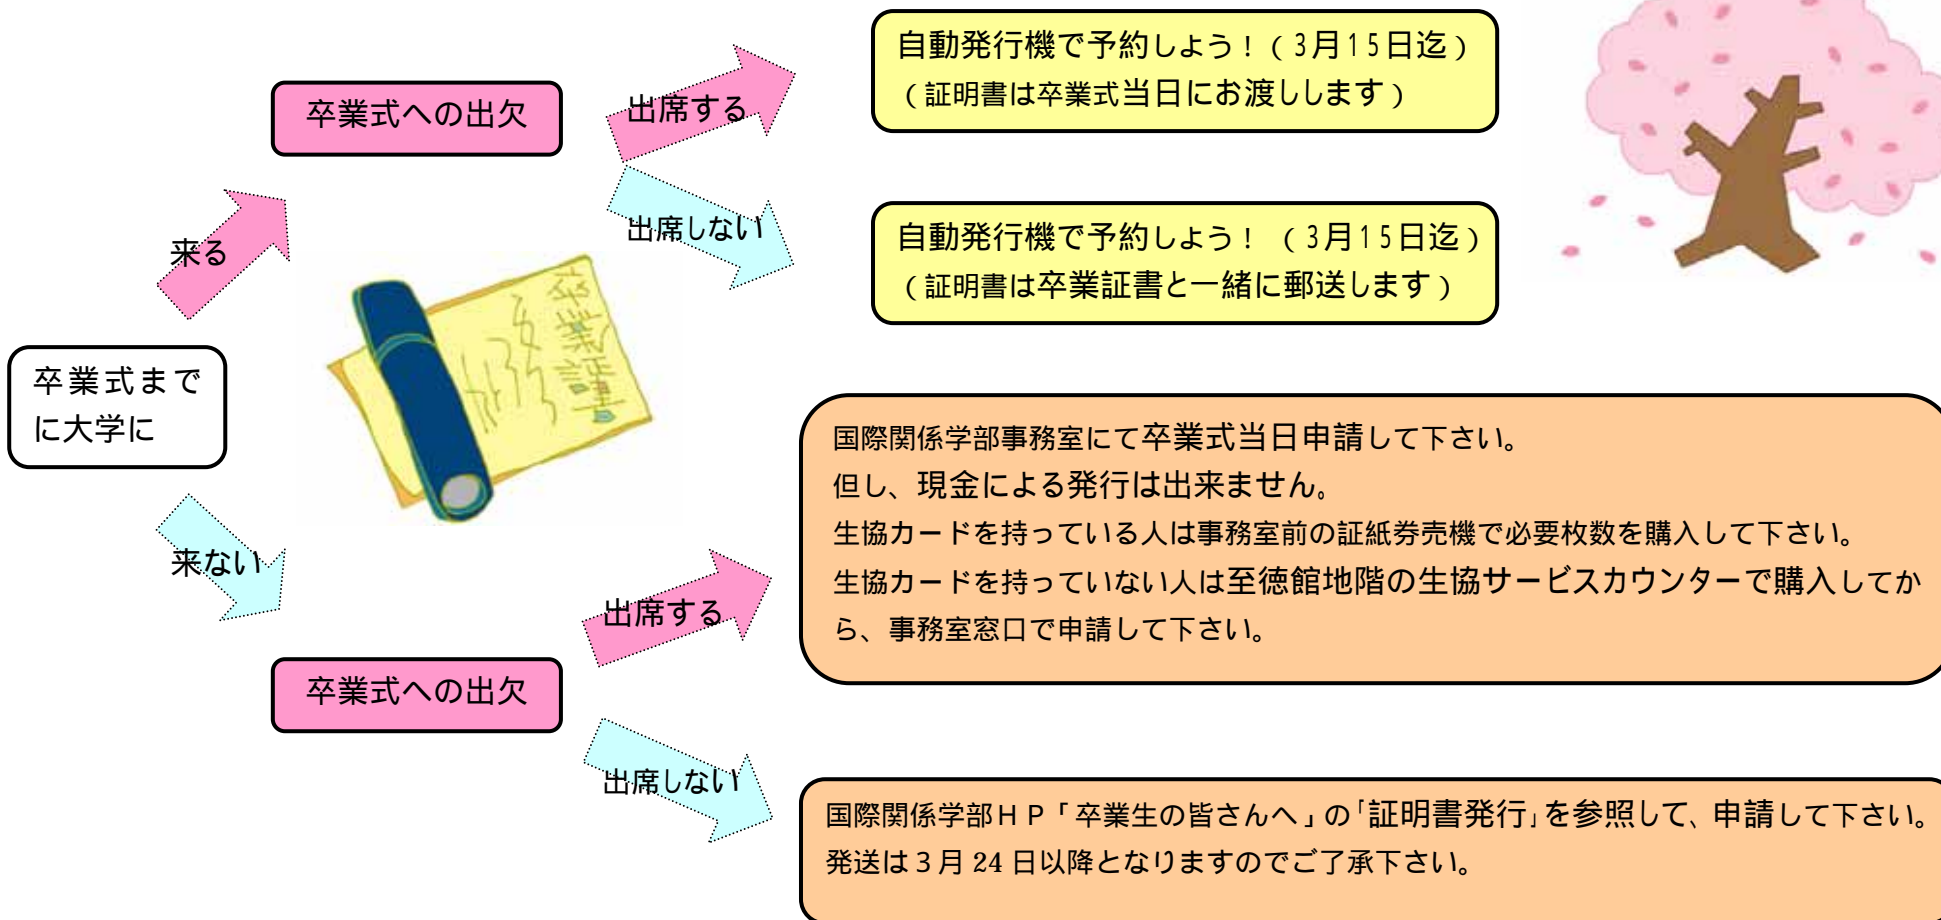 自動発行機で予約しよう！（3月15日迄）
（証明書は卒業式当日にお渡しします）
卒業式への出欠
出席する
出席しない
自動発行機で予約しよう！（3月15日迄）
（証明書は卒業証書と一緒に郵送します）
来る
卒業証書
卒業式まで
に大学に
来ない
国際関係学部事務室にて卒業式当日申請して下さい。
但し、現金による発行は出来ません。
生協カードを持っている人は事務室前の証紙券売機で必要枚数を購入して下さい。
生協カードを持っていない人は至徳館地階の生協サービスカウンターで購入してか
ら、事務室窓口で申請して下さい。
出席する
卒業式への出欠
出席しない
国際関係学部ＨＰ「卒業生の皆さんへ」の「証明書発行」を参照して、申請して下さい。
発送は３月24日以降となりますのでご了承下さい。